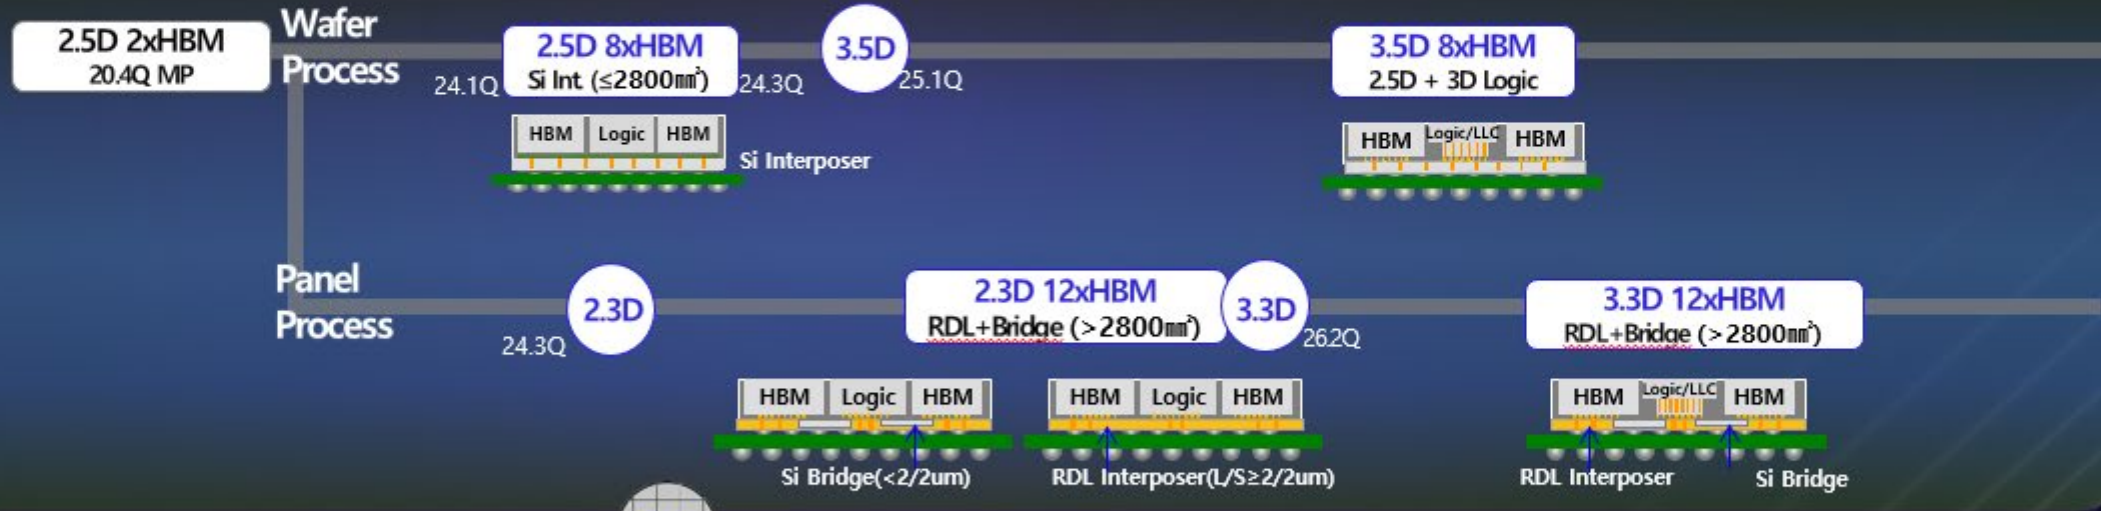 2.5D 2xHBM
20.4Q MP
Wafer
Process
24.1Q
2.5D 8xHBM
Si Int. (≤2800㎟)
24.3Q
3.5D
25.1Q
3.5D 8xHBM
2.5D + 3D Logic
HBM Logic HBM
Si Interposer
HBM Logic/LLC HBM
Panel
Process
24.3Q
2.3D
2.3D 12xHBM
RDL+Bridge (>2800㎟)
3.3D
26.2Q
3.3D 12xHBM
RDL+Bridge (>2800㎟)
HBM Logic HBM
Si Bridge(<2/2um)
HBM Logic HBM
RDL Interposer(L/S≥2/2um)
HBM Logic/LLC HBM
RDL Interposer
Si Bridge